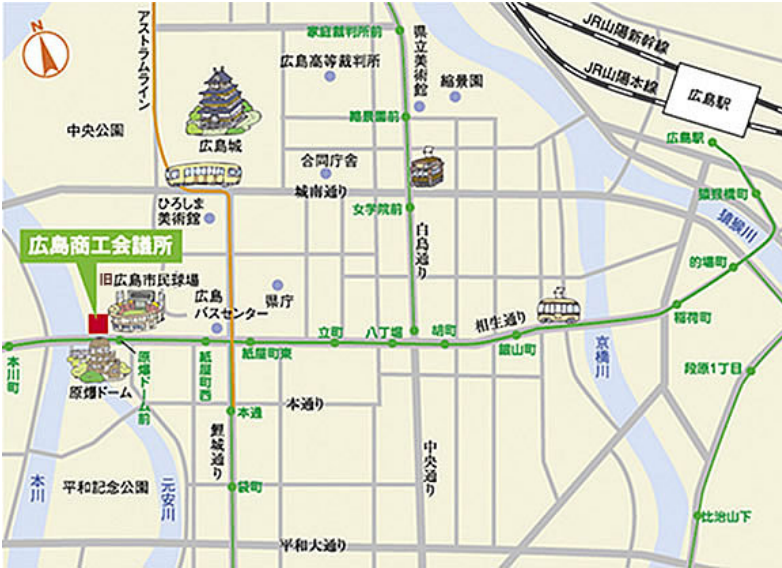 N
アストラムライン
家庭裁判所前
県立美術館
JR山陽新幹線
JR山陽本線
広島駅
広島高等裁判所
縮景園
中央公園
広島城
縮景園前
広島駅
合同庁舎
城南通り
ひろしま
美術館
女学院前
猿猴橋町
猿猴川
白島通り
広島商工会議所
旧広島市民球場
的場町
広島
バスセンター
県庁
稲荷町
相生通り
立町
八丁堀
胡町
銀山町
京橋川
本川町
原爆ドーム前
紙屋町西
紙屋町東
段原1丁目
原爆ドーム
本通
本通り
鯉城通り
中央通り
本川
平和記念公園
元安川
袋町
比治山下
平和大通り